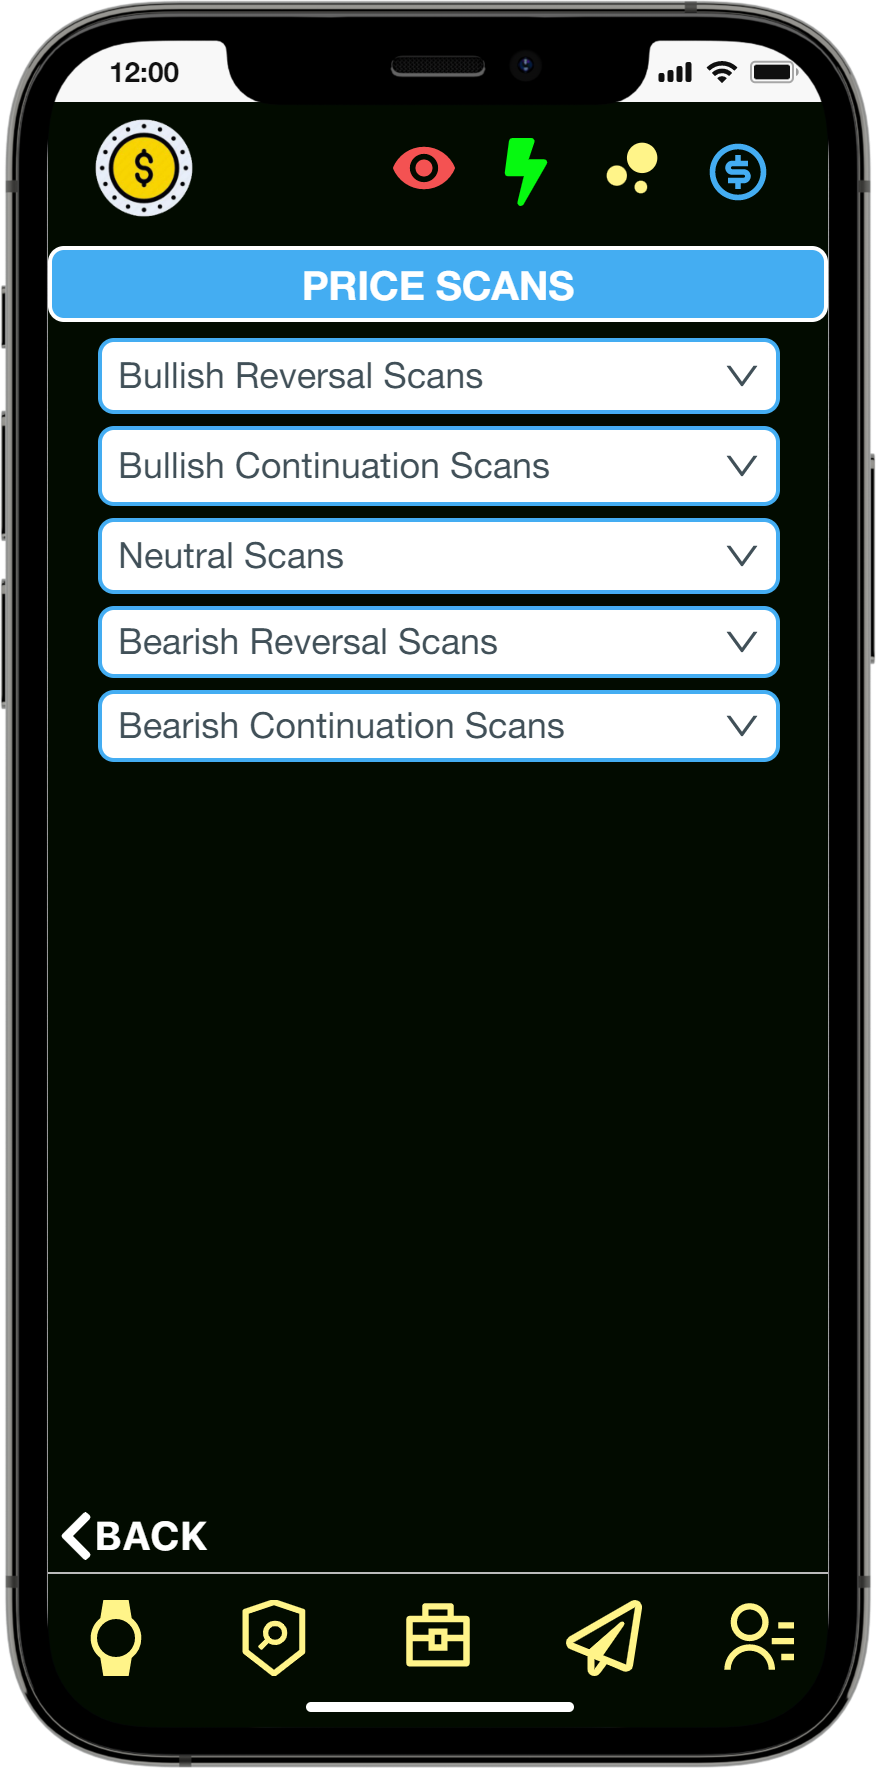 12:00
$
$
PRICE SCANS
Bullish Reversal Scans
Bullish Continuation Scans
Neutral Scans
Bearish Reversal Scans
Bearish Continuation Scans
BACK